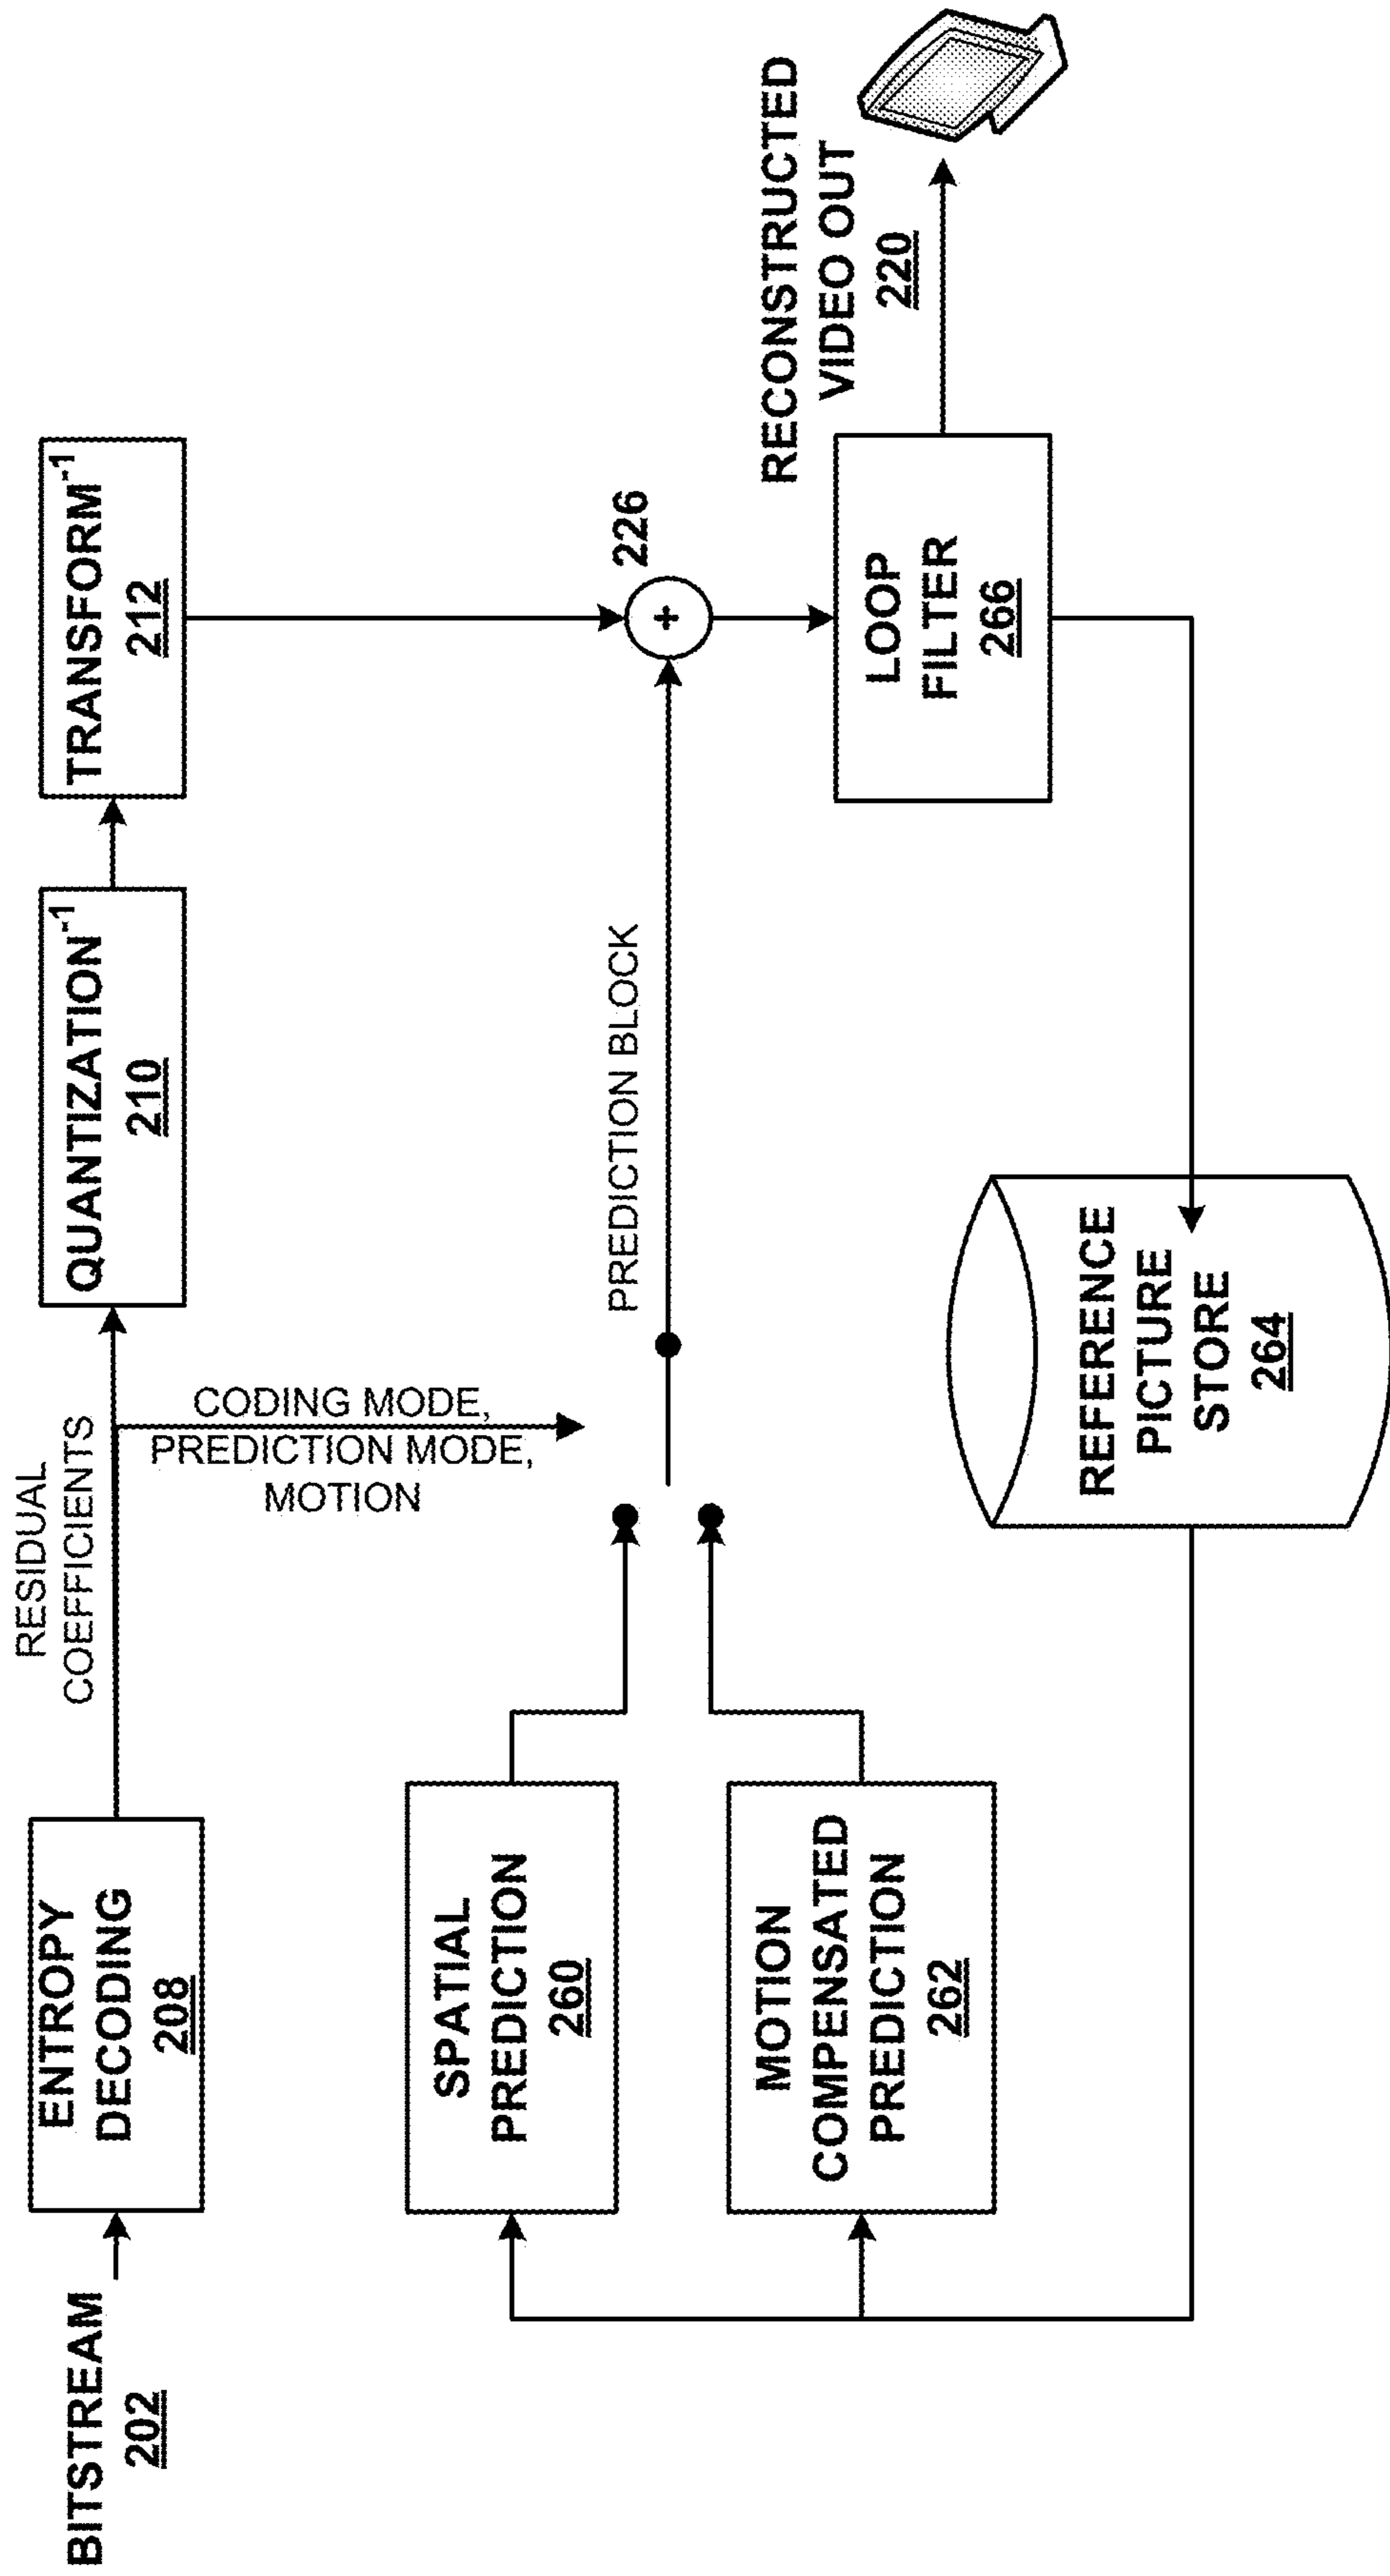 BITSTREAM
202
ENTROPY
DECODING
208
RESIDUAL
COEFFICIENTS
QUANTIZATION⁻¹
210
TRANSFORM⁻¹
212
CODING MODE,
PREDICTION MODE,
MOTION
SPATIAL
PREDICTION
260
MOTION
COMPENSATED
PREDICTION
262
PREDICTION BLOCK
+
226
LOOP
FILTER
266
RECONSTRUCTED
VIDEO OUT
220
REFERENCE
PICTURE
STORE
264